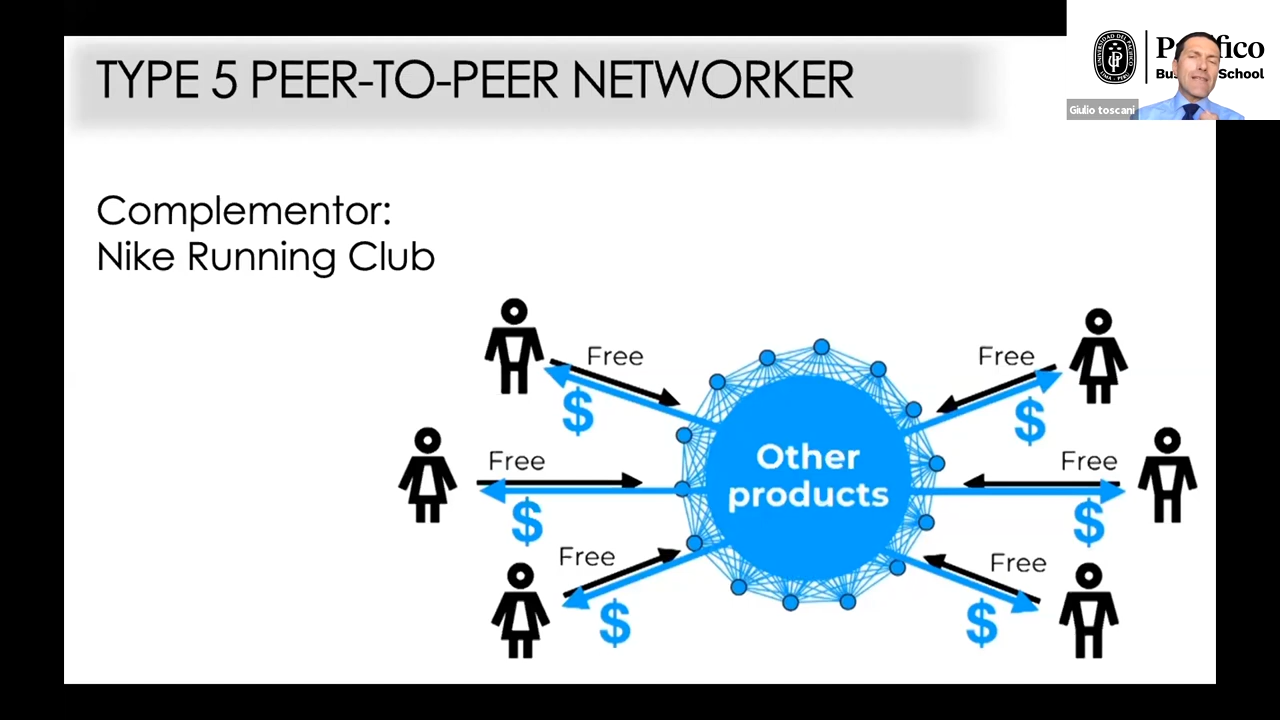 TYPE 5 PEER-TO-PEER NETWORKER
Giulio toscani
Complementor:
Nike Running Club
Free
$
Free
$
Free
$
Other
products
Free
$
Free
$
Free
$
School